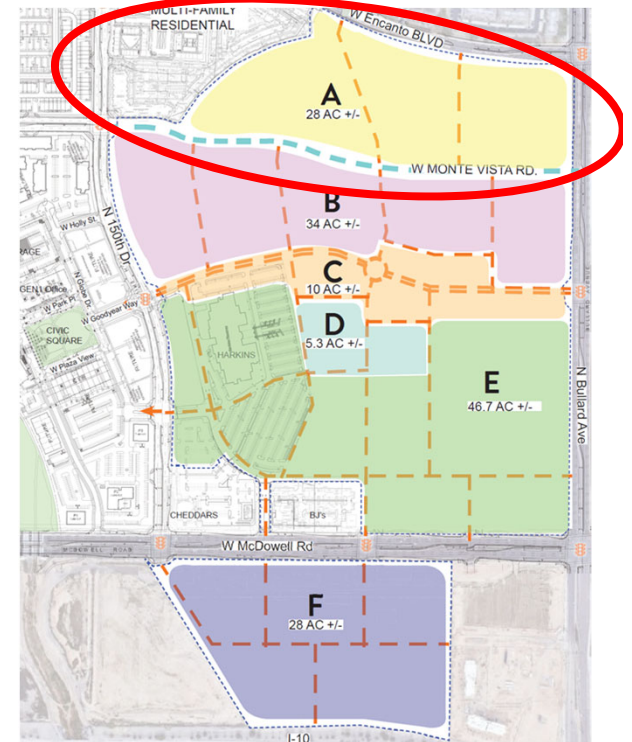 MULTI-FAMILY
RESIDENTIAL
W Encanto BLVD
A
28 AC +/-
W MONTE VISTA RD.
B
34 AC +/-
N 150th Dr.
W Holly St.
C
10 AC +/-
N Globe Dr
W Park Pl
W Goodyear Way
CIVIC
SQUARE
W Plaza View
HARKINS
D
5.3 AC +/-
E
46.7 AC +/-
N Bullard Ave
CHEDDARS
BJ's
W McDowell Rd
F
28 AC +/-
I-10